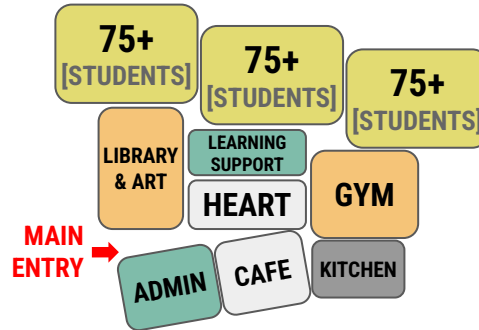 75+
[STUDENTS]
75+
[STUDENTS]
75+
[STUDENTS]
LIBRARY
& ART
LEARNING
SUPPORT
HEART
GYM
MAIN
ENTRY
ADMIN
CAFE
KITCHEN